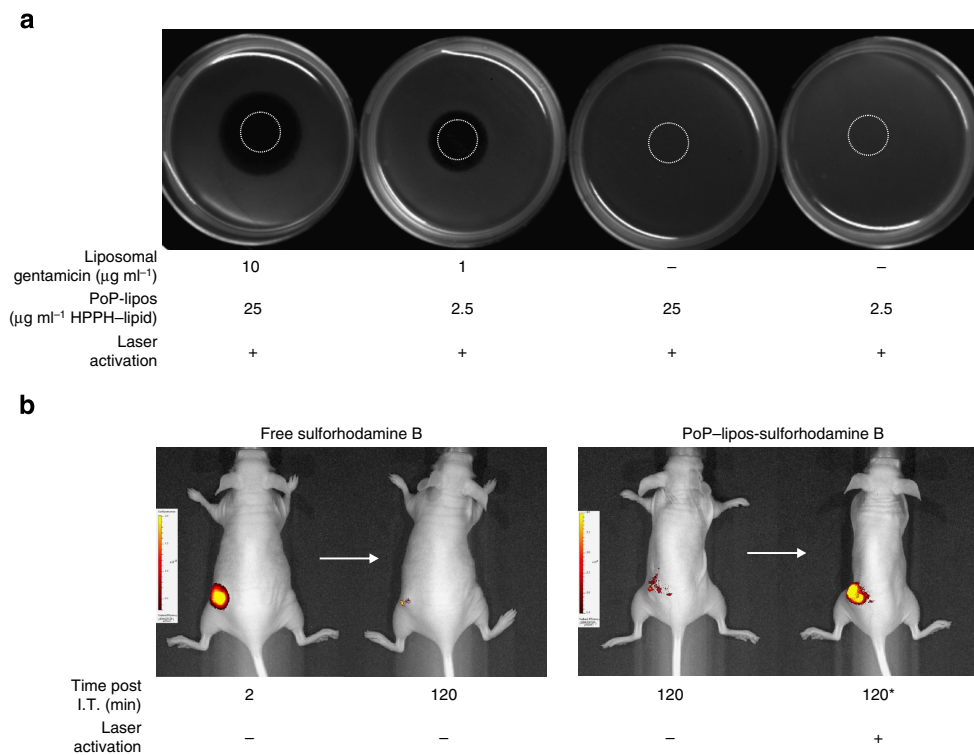 a
Liposomal
gentamicin (μg ml⁻¹)
10
1
–
–
PoP-lipos
(μg ml⁻¹ HPPH–lipid)
25
2.5
25
2.5
Laser
activation
+
+
+
+
b
Free sulforhodamine B
PoP–lipos-sulforhodamine B
Time post
I.T. (min)
2
120
120
120*
Laser
activation
–
–
–
+